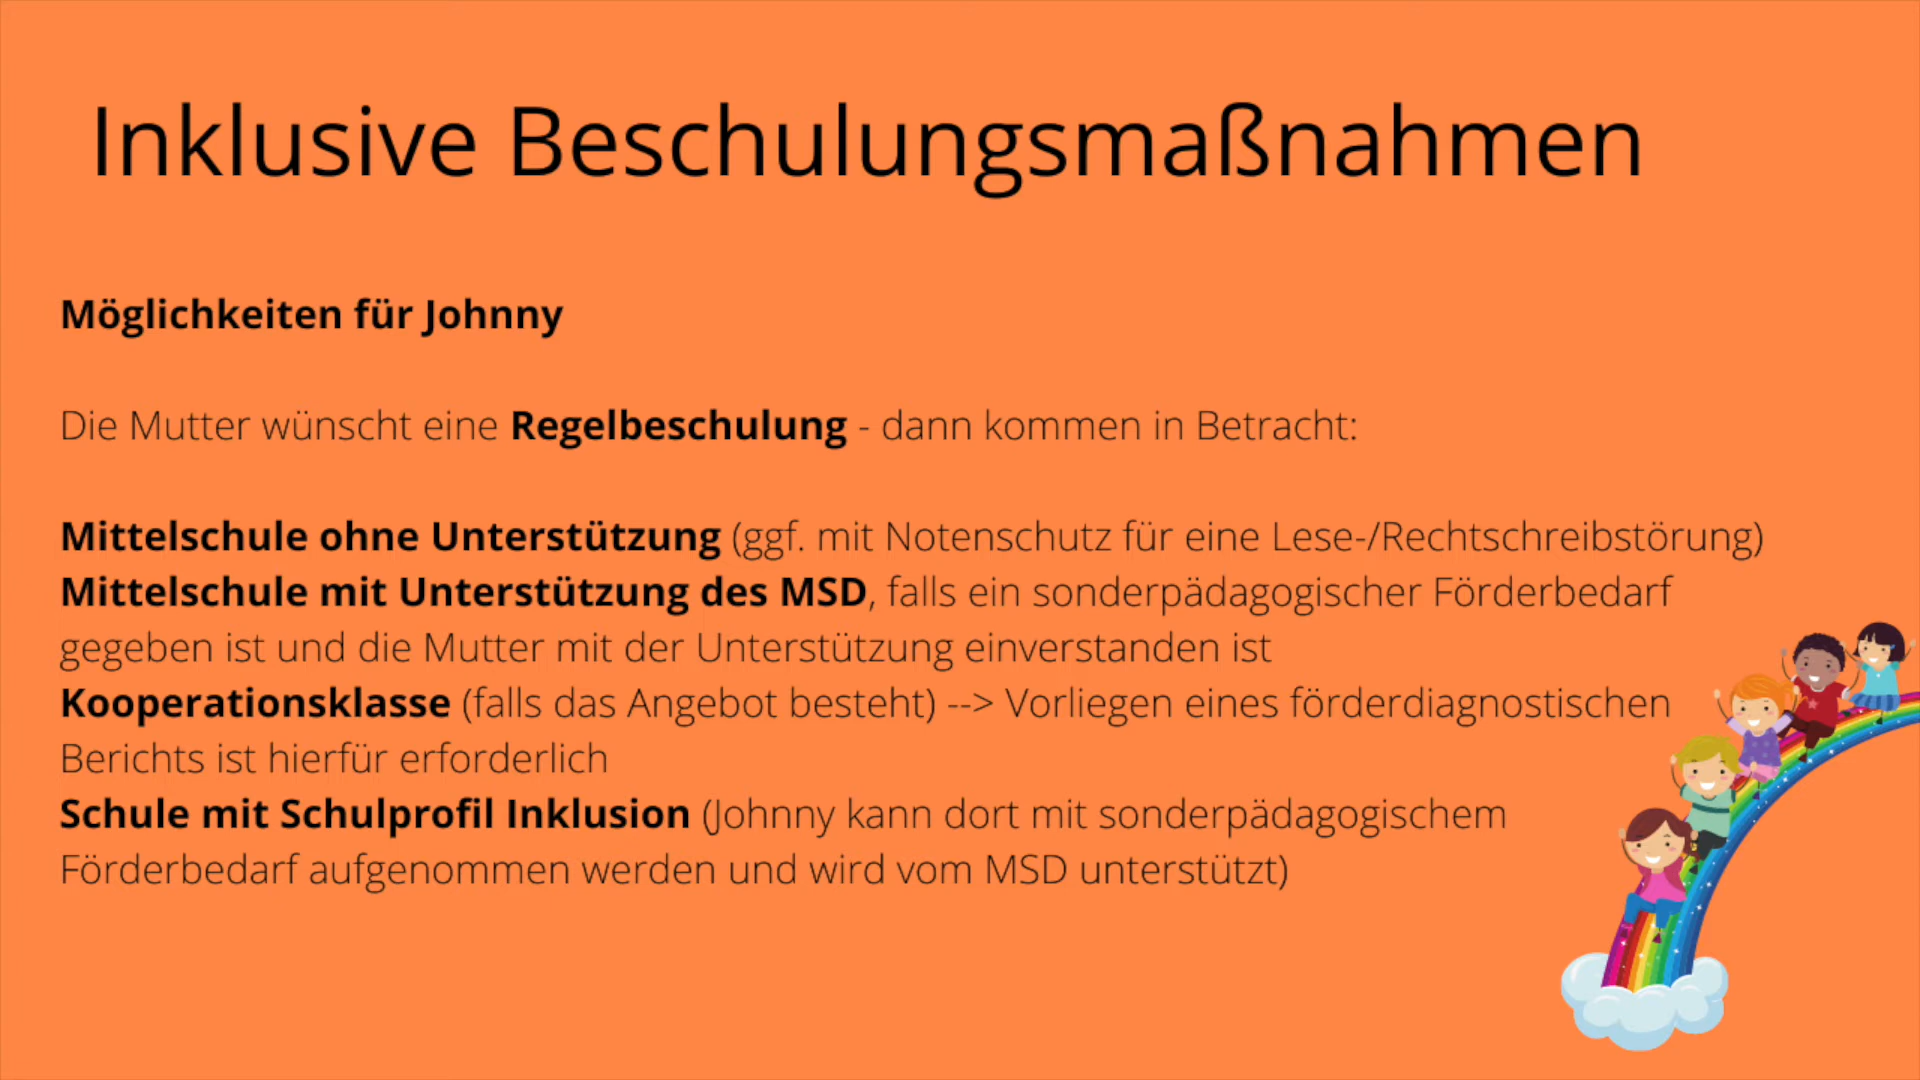 Inklusive Beschulungsmaßnahmen
Möglichkeiten für Johnny
Die Mutter wünscht eine Regelbeschulung - dann kommen in Betracht:
Mittelschule ohne Unterstützung (ggf. mit Notenschutz für eine Lese-/Rechtschreibstörung)
Mittelschule mit Unterstützung des MSD, falls ein sonderpädagogischer Förderbedarf
gegeben ist und die Mutter mit der Unterstützung einverstanden ist
Kooperationsklasse (falls das Angebot besteht) --> Vorliegen eines förderdiagnostischen
Berichts ist hierfür erforderlich
Schule mit Schulprofil Inklusion (Johnny kann dort mit sonderpädagogischem
Förderbedarf aufgenommen werden und wird vom MSD unterstützt)